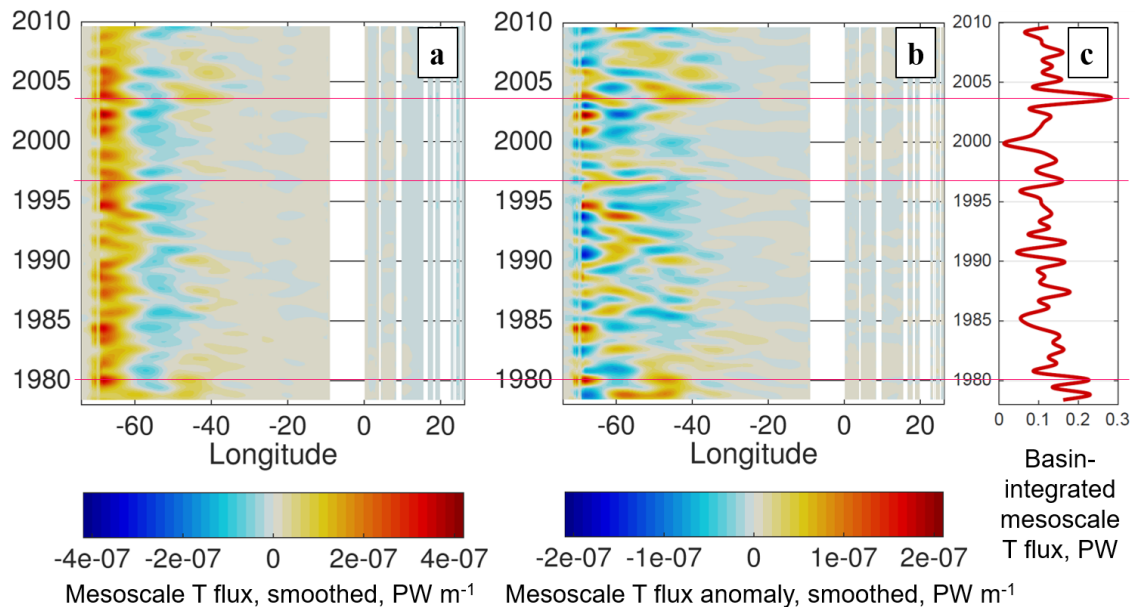 a
2010
2005
2000
1995
1990
1985
1980
-60 -40 -20 0 20
Longitude
-4e-07 -2e-07 0 2e-07 4e-07
Mesoscale T flux, smoothed, PW m⁻¹
b
2010
2005
2000
1995
1990
1985
1980
-60 -40 -20 0 20
Longitude
-2e-07 -1e-07 0 1e-07 2e-07
Mesoscale T flux anomaly, smoothed, PW m⁻¹
c
2010
2005
2000
1995
1990
1985
1980
0 0.1 0.2 0.3
Basin-
integrated
mesoscale
T flux, PW